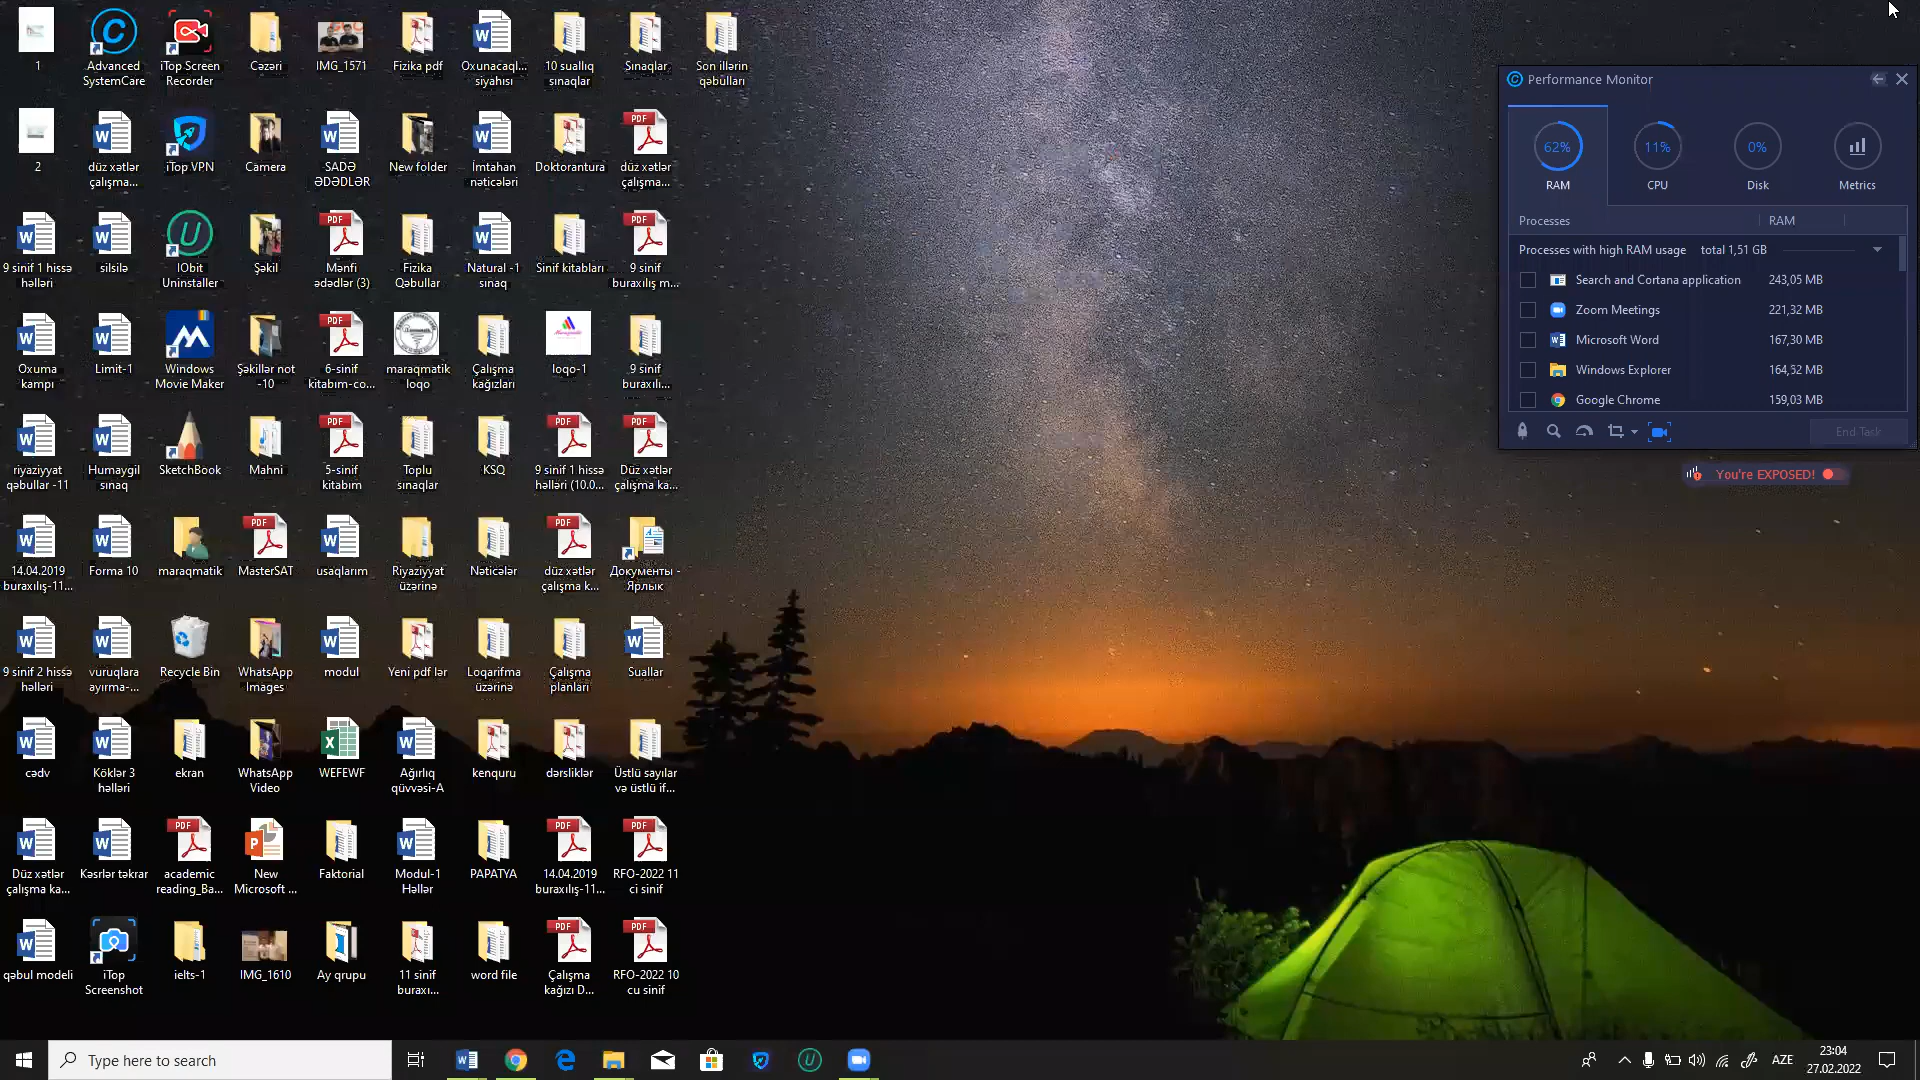 1
Advanced
SystemCare
iTop Screen
Recorder
Cəzəri
IMG_1571
Fizika pdf
Oxunacaql...
siyahısı
10 suallıq
sınaqlar
Sınaqlar
Son illərin
qəbulları
2
düz xətlər
çalışma...
iTop VPN
Camera
SADƏ
ƏDƏDLƏR
New folder
İmtahan
nəticələri
Doktorantura
düz xətlər
çalışma...
9 sinif 1 hissə
həlləri
silsilə
IObit
Uninstaller
Şəkil
Mənfi
ədədlər (3)
Fizika
Qəbullar
Natural -1
sınaq
Sinif kitabları
9 sinif
buraxılış m...
Oxuma
kampı
Limit-1
Windows
Movie Maker
Şəkillər not
-10
6-sinif
kitabım-co...
maraqmatik
loqo
Çalışma
kağızları
loqo-1
9 sinif
buraxılı...
riyaziyyat
qəbullar -11
Humaygil
sınaq
SketchBook
Mahni
5-sinif
kitabım
Toplu
sınaqlar
KSQ
9 sinif 1 hissə
həlləri (10.0...
Düz xətlər
çalışma ka...
14.04.2019
buraxılış-11...
Forma 10
maraqmatik
MasterSAT
usaqlarım
Riyaziyyat
üzərinə
Nəticələr
düz xətlər
çalışma k...
Документы -
Ярлык
9 sinif 2 hissə
həlləri
vuruqlara
ayırma-...
Recycle Bin
WhatsApp
Images
modul
Yeni pdf lər
Loqarifma
üzərinə
Çalışma
planları
Suallar
cədv
Köklər 3
həlləri
ekran
WhatsApp
Video
WEFEWF
Ağırlıq
qüvvəsi-A
kenquru
dərsliklər
Üstlü sayılar
və üstlü if...
Düz xətlər
çalışma ka...
Kəsrlər təkrar
academic
reading_Ba...
New
Microsoft ...
Faktorial
Modul-1
Həllər
PAPATYA
14.04.2019
buraxılış-11...
RFO-2022 11
ci sinif
qəbul modeli
iTop
Screenshot
ielts-1
IMG_1610
Ay qrupu
11 sinif
buraxı...
word file
Çalışma
kağızı D...
RFO-2022 10
cu sinif
Performance Monitor
62%
11%
0%
RAM
CPU
Disk
Metrics
Processes
RAM
Processes with high RAM usage total 1,51 GB
Search and Cortana application 243,05 MB
Zoom Meetings 221,32 MB
Microsoft Word 167,30 MB
Windows Explorer 164,52 MB
Google Chrome 159,03 MB
End Task
You're EXPOSED!
Type here to search
AZE
23:04
27.02.2022